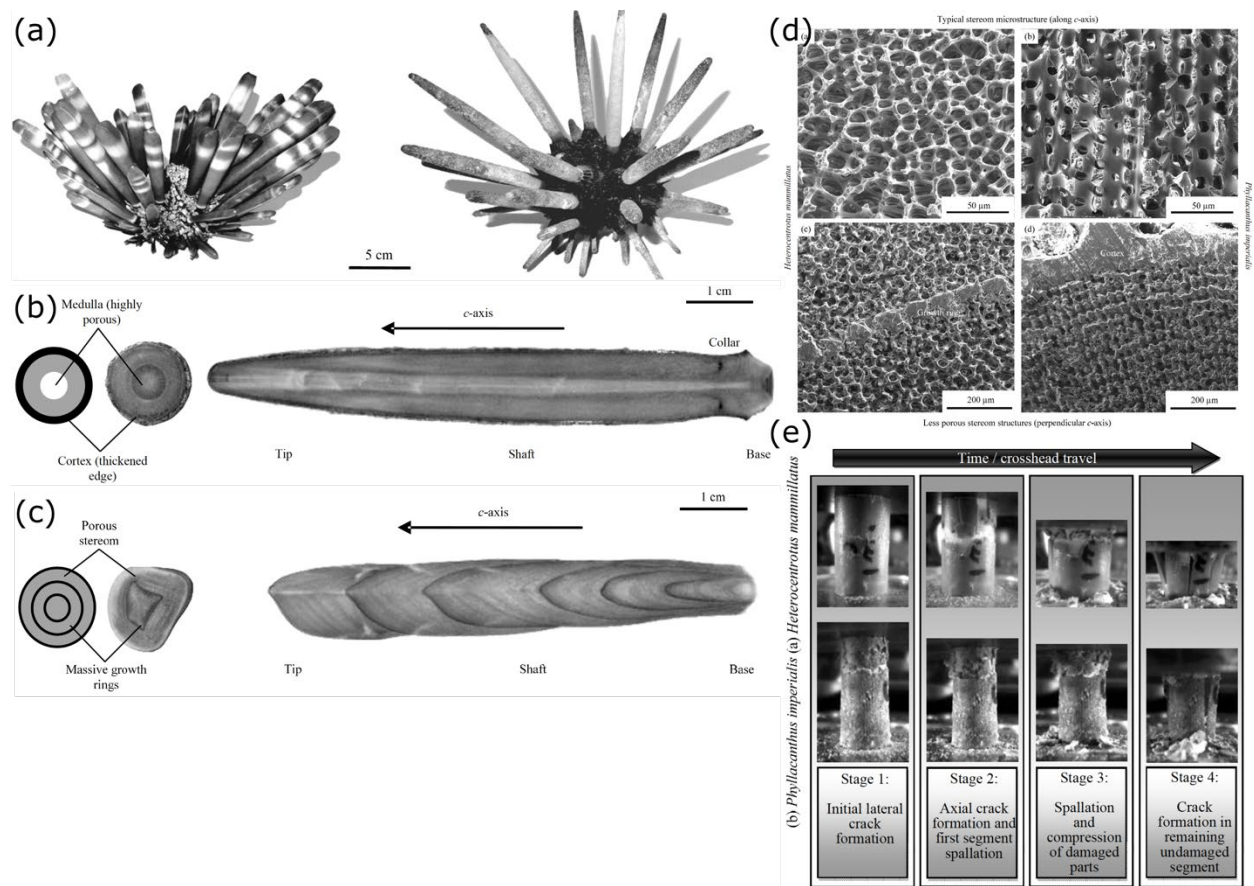 (a)
5 cm
(b)
Medulla (highly
porous)
Cortex (thickened
edge)
c-axis
1 cm
Collar
Tip
Shaft
Base
(c)
Porous
stereom
Massive growth
rings
c-axis
1 cm
Tip
Shaft
Base
(d)
Typical stereom microstructure (along c-axis)
(a)
50 µm
(b)
50 µm
Heterocentrotus mammillatus
Phyllacanthus imperialis
(c)
Growth ring
200 µm
(d)
Cortex
200 µm
Less porous stereom structures (perpendicular c-axis)
(e)
Time / crosshead travel
(a) Heterocentrotus mammillatus
(b) Phyllacanthus imperialis
Stage 1:
Initial lateral
crack
formation
Stage 2:
Axial crack
formation and
first segment
spallation
Stage 3:
Spallation
and
compression
of damaged
parts
Stage 4:
Crack
formation in
remaining
undamaged
segment